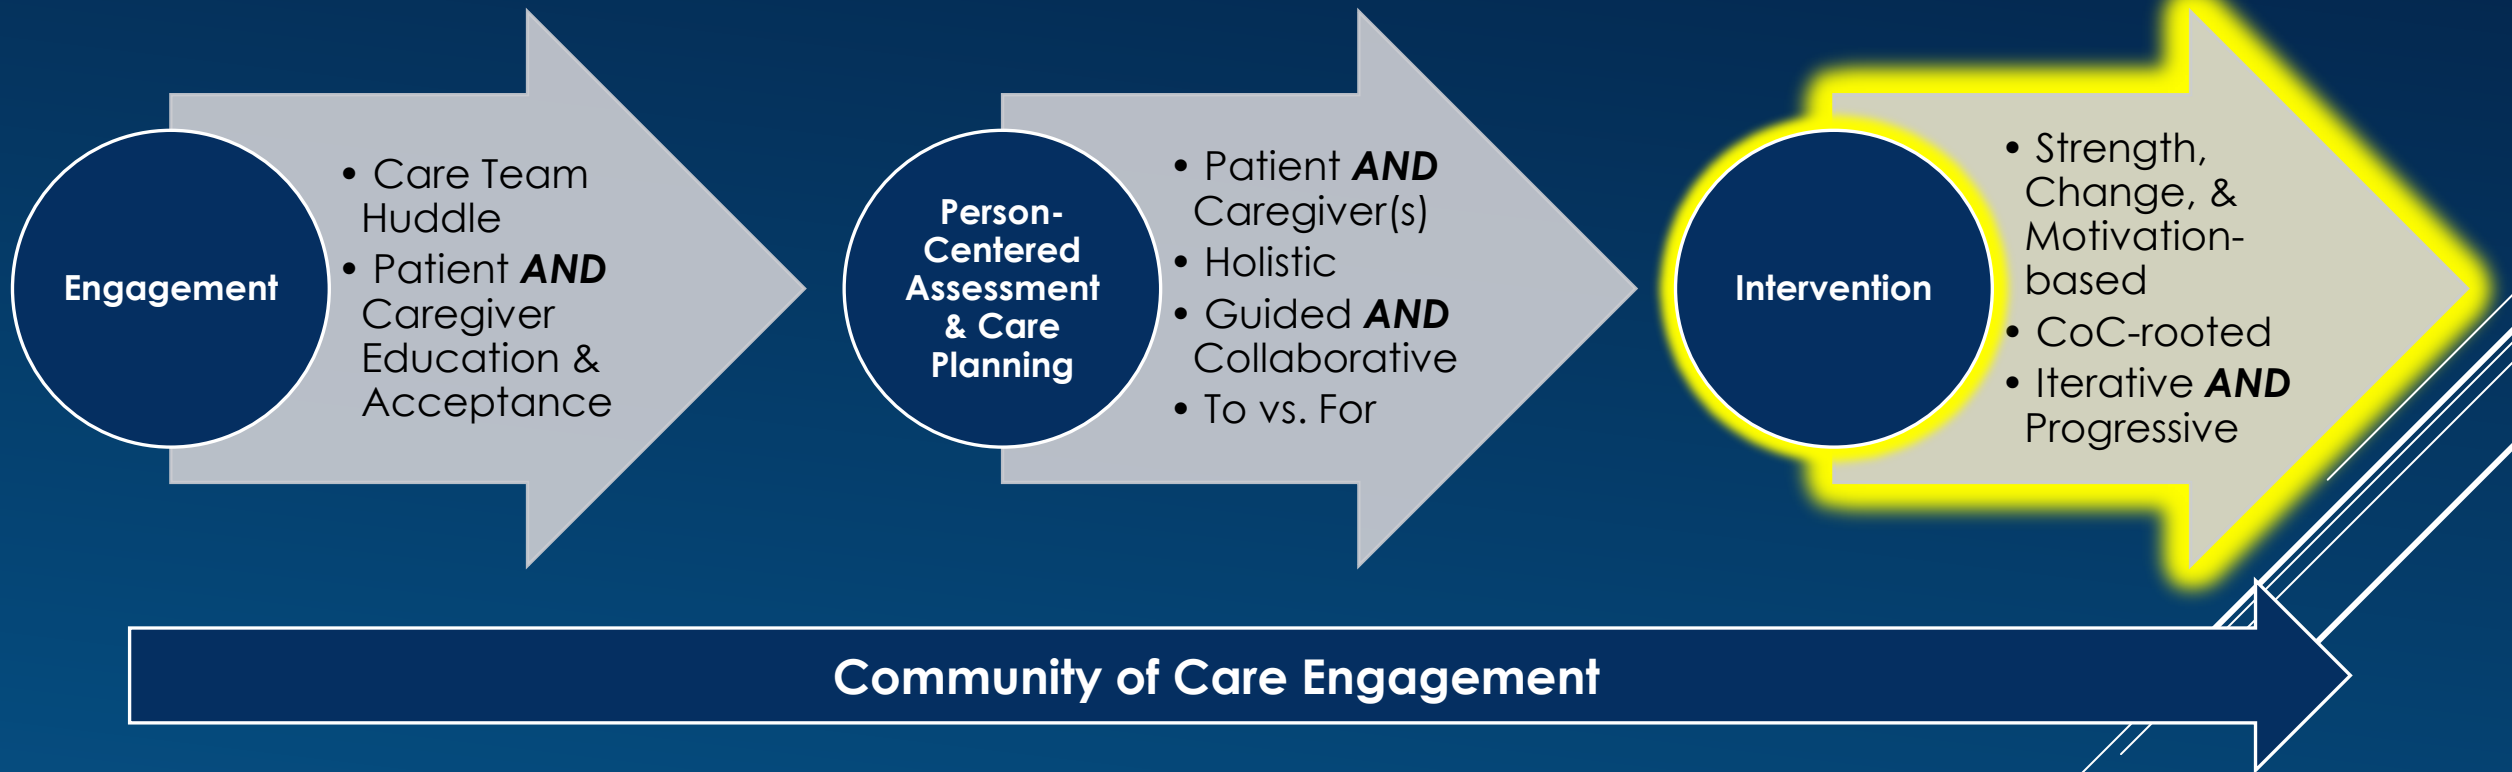 Engagement
• Care Team
Huddle
• Patient AND
Caregiver
Education &
Acceptance
Person-
Centered
Assessment
& Care
Planning
• Patient AND
Caregiver(s)
• Holistic
• Guided AND
Collaborative
• To vs. For
Intervention
• Strength,
Change, &
Motivation-
based
• CoC-rooted
• Iterative AND
Progressive
Community of Care Engagement